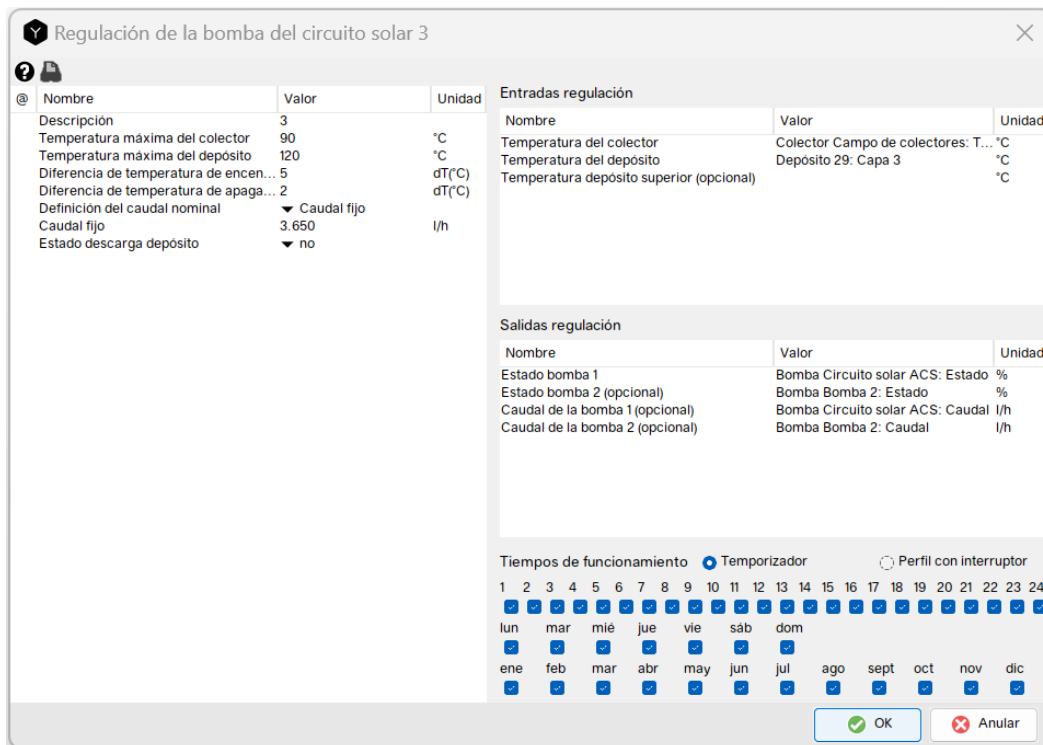 Regulación de la bomba del circuito solar 3
@ Nombre Valor Unidad
Descripción 3
Temperatura máxima del colector 90 °C
Temperatura máxima del depósito 120 °C
Diferencia de temperatura de encen... 5 dT(°C)
Diferencia de temperatura de apaga... 2 dT(°C)
Definición del caudal nominal Caudal fijo
Caudal fijo 3.650 l/h
Estado descarga depósito no
Entradas regulación
Nombre Valor Unidad
Temperatura del colector Colector Campo de colectores: T... °C
Temperatura del depósito Depósito 29: Capa 3 °C
Temperatura depósito superior (opcional) °C
Salidas regulación
Nombre Valor Unidad
Estado bomba 1 Bomba Circuito solar ACS: Estado %
Estado bomba 2 (opcional) Bomba Bomba 2: Estado %
Caudal de la bomba 1 (opcional) Bomba Circuito solar ACS: Caudal l/h
Caudal de la bomba 2 (opcional) Bomba Bomba 2: Caudal l/h
Tiempos de funcionamiento Temporizador Perfil con interruptor
1 2 3 4 5 6 7 8 9 10 11 12 13 14 15 16 17 18 19 20 21 22 23 24
lun mar mié jue vie sáb dom
ene feb mar abr may jun jul ago sept oct nov dic
OK Anular